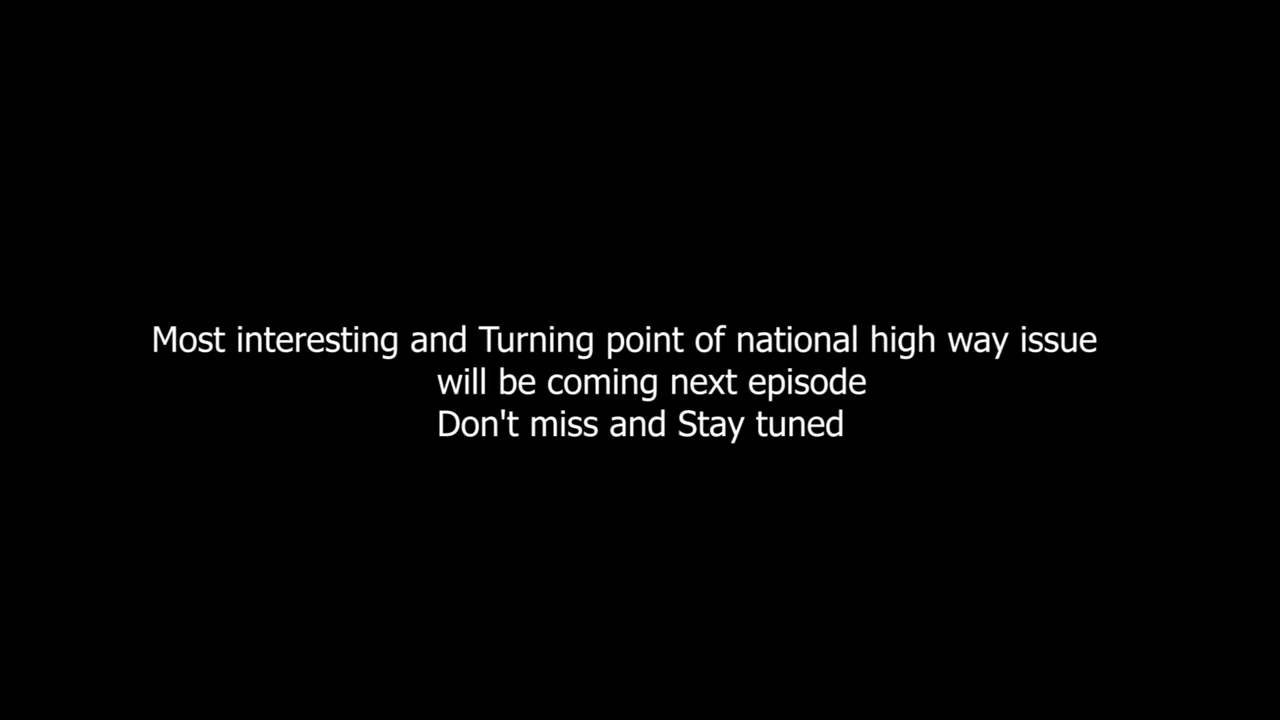 Most interesting and Turning point of national high way issue
will be coming next episode
Don't miss and Stay tuned